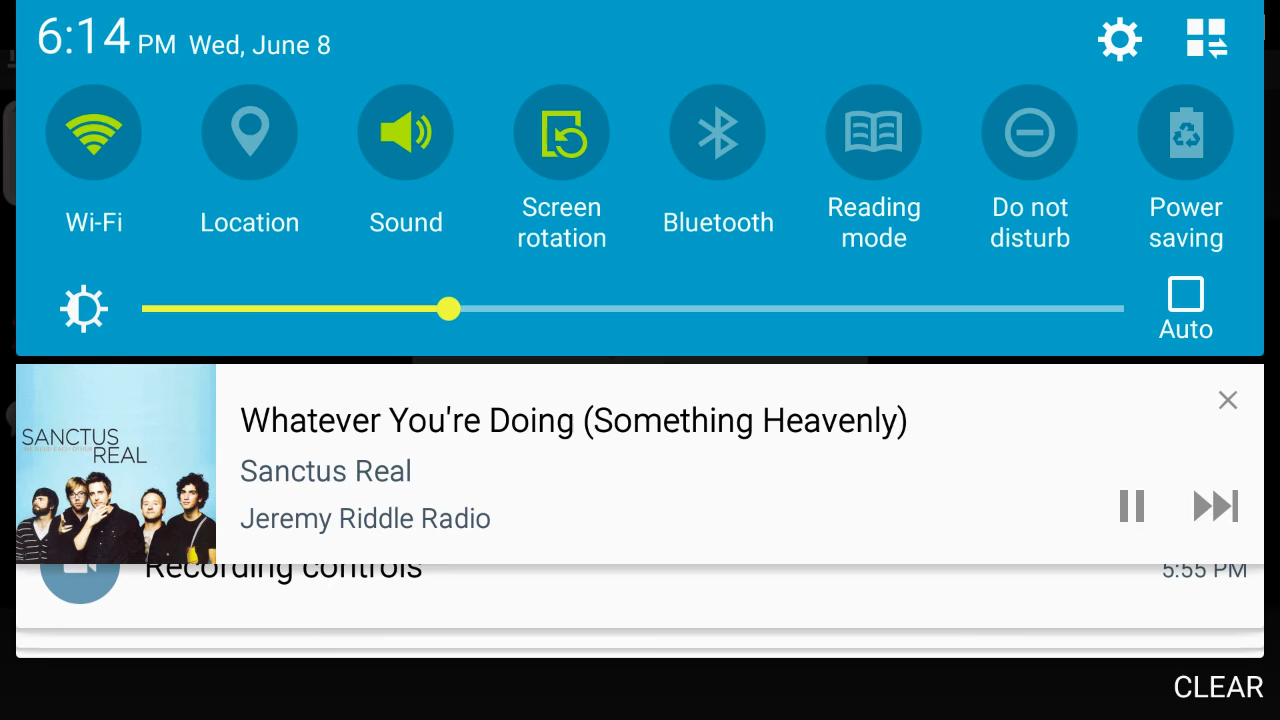 6:14 PM Wed, June 8
Wi-Fi
Location
Sound
Screen
rotation
Bluetooth
Reading
mode
Do not
disturb
Power
saving
Auto
SANCTUS
REAL
Whatever You're Doing (Something Heavenly)
Sanctus Real
Jeremy Riddle Radio
Recording controls
5:55 PM
CLEAR